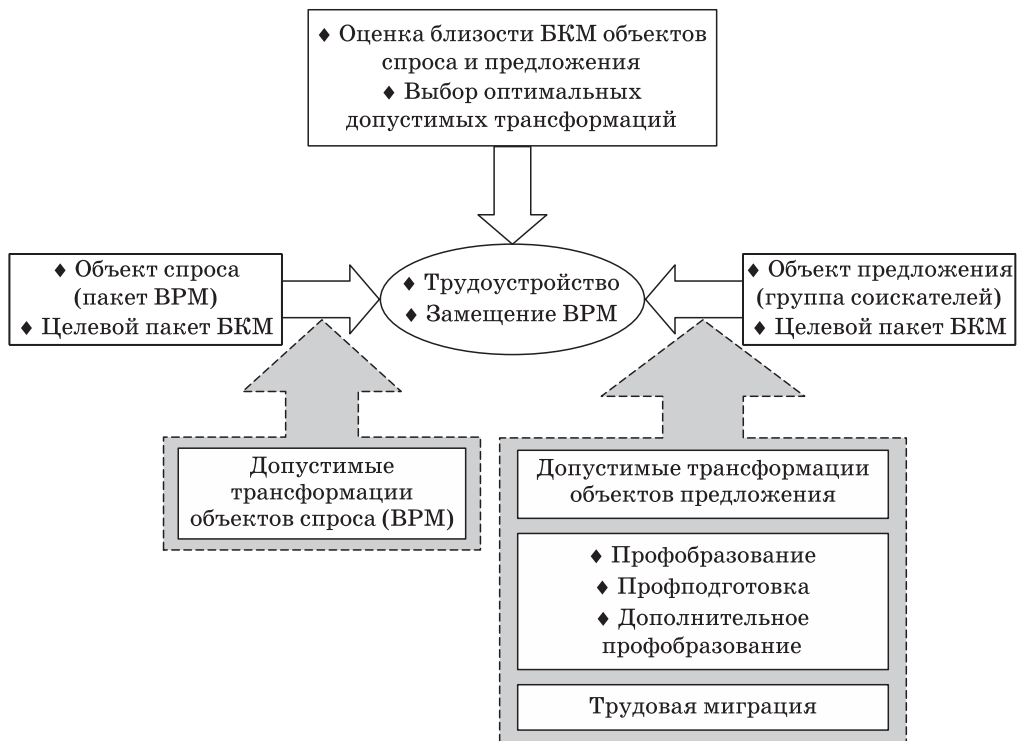 ♦ Оценка близости БКМ объектов
спроса и предложения
♦ Выбор оптимальных
допустимых трансформаций
♦ Объект спроса
(пакет ВРМ)
♦ Целевой пакет БКМ
♦ Трудоустройство
♦ Замещение ВРМ
♦ Объект предложения
(группа соискателей)
♦ Целевой пакет БКМ
Допустимые
трансформации
объектов спроса (ВРМ)
Допустимые трансформации
объектов предложения
♦ Профобразование
♦ Профподготовка
♦ Дополнительное
профобразование
Трудовая миграция